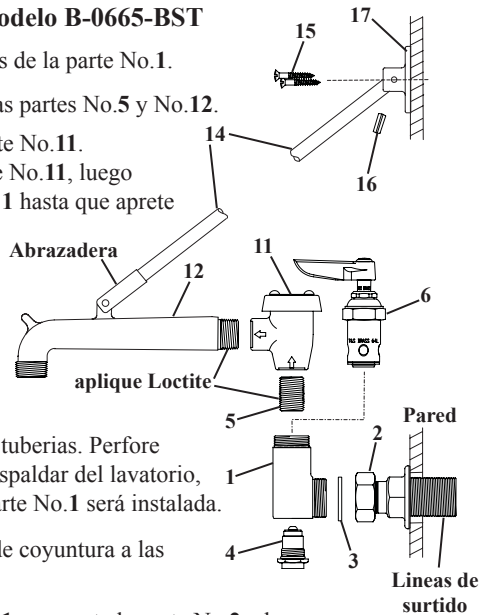 odelo B-0665-BST
s de la parte No.1.
as partes No.5 y No.12.
te No.11.
e No.11, luego
1 hasta que aprete
17
15
14
16
Abrazadera
12
11
6
T&S BRASS
aplique Loctite
5
Pared
2
tuberias. Perfore
spaldar del lavatorio,
arte No.1 será instalada.
1
3
4
e coyuntura a las
Lineas de
surtido